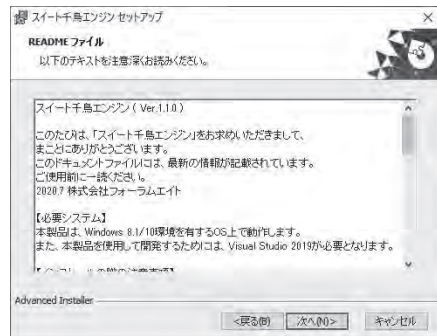 スイート千鳥エンジン セットアップ
README ファイル
以下のテキストを注意深くお読みください。
スイート千鳥エンジン ( Ver.1.1.0 )
このたびは、「スイート千鳥エンジン」をお求めいただきまして、
まことにありがとうございます。
このドキュメントファイルには、最新の情報が記載されています。
ご使用前に一読ください。
2020.7 株式会社フォーラムエイト
【必要システム】
本製品は、Windows 8.1/10環境を有するOS上で動作します。
また、本製品を使用して開発するためには、Visual Studio 2019が必要となります。
Advanced Installer
<戻る(B)
次へ(N)>
キャンセル